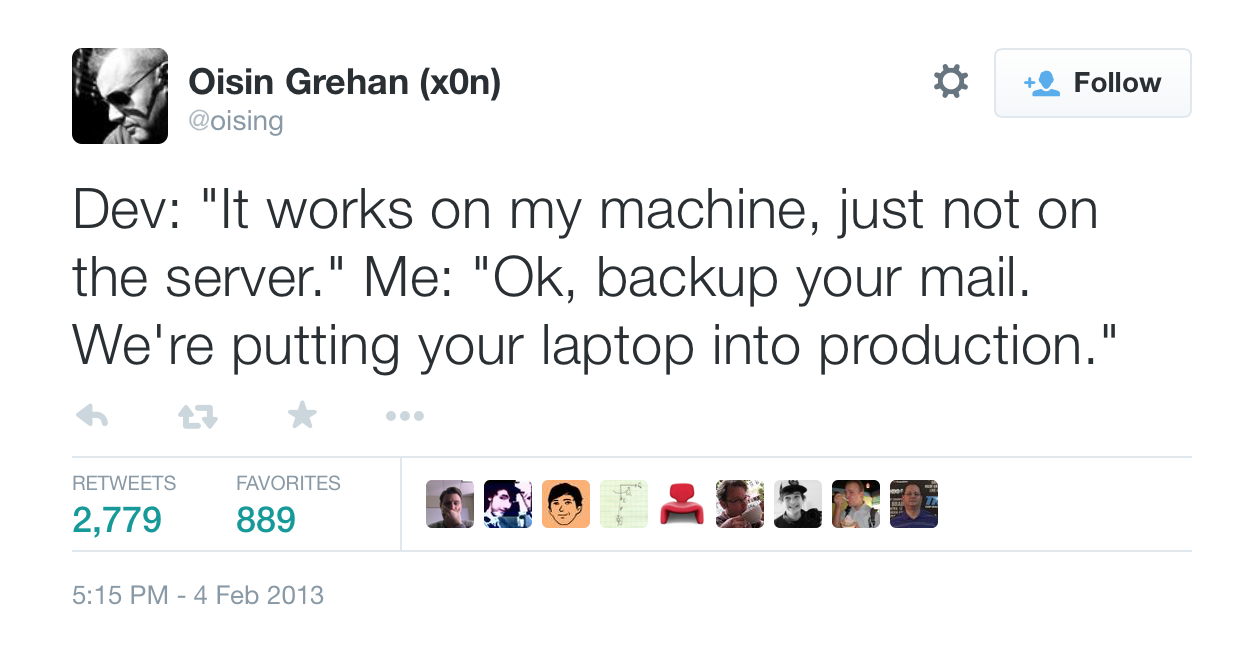 Oisin Grehan (x0n)
@oising
Follow
Dev: "It works on my machine, just not on
the server." Me: "Ok, backup your mail.
We're putting your laptop into production."
RETWEETS
2,779
FAVORITES
889
5:15 PM - 4 Feb 2013